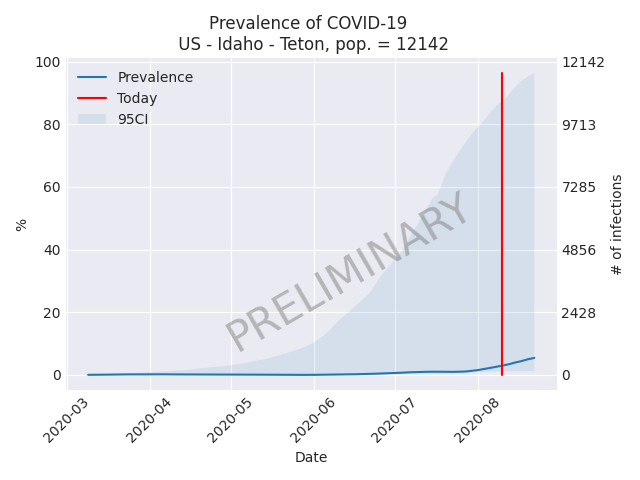 Prevalence of COVID-19
US - Idaho - Teton, pop. = 12142
Prevalence
Today
95CI
PRELIMINARY
%
100
80
60
40
20
0
12142
9713
7285
4856
2428
0
# of infections
2020-03
2020-04
2020-05
2020-06
2020-07
2020-08
Date